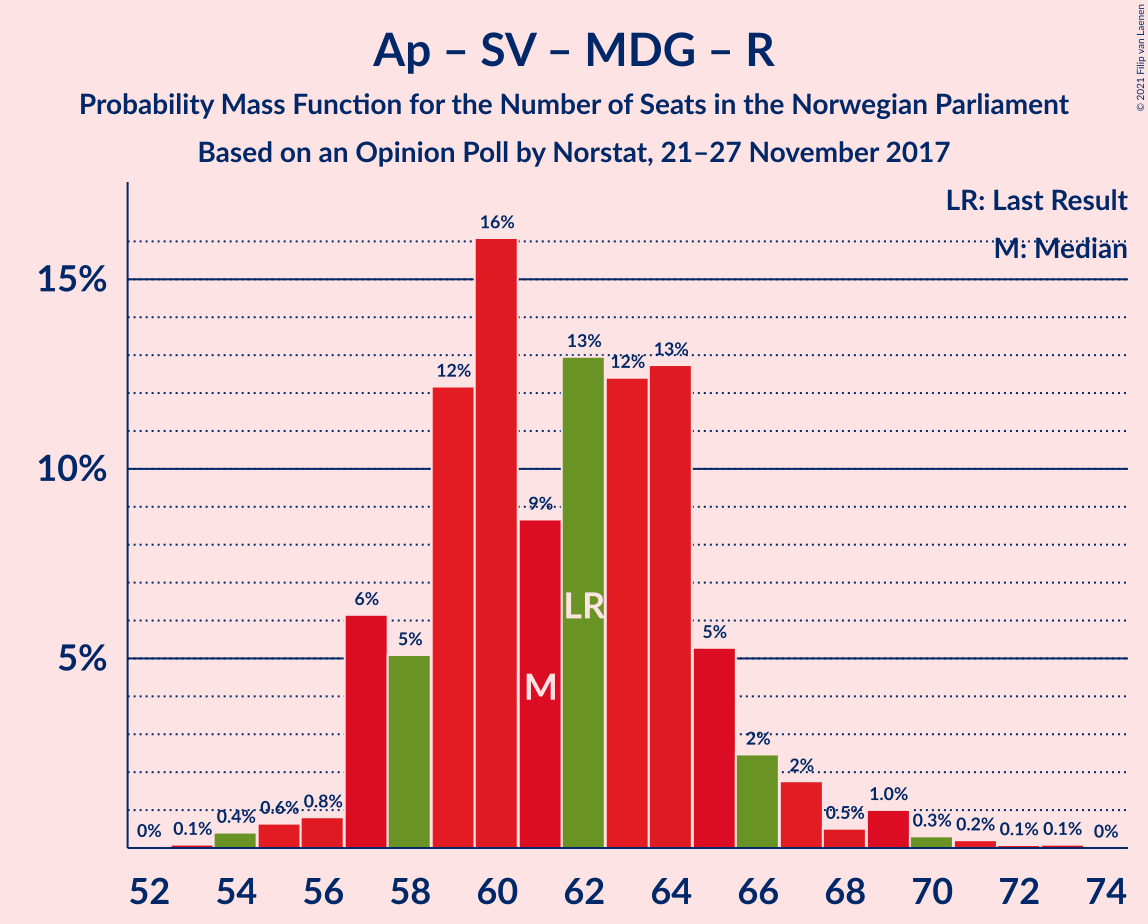 Ap – SV – MDG – R
Probability Mass Function for the Number of Seats in the Norwegian Parliament
Based on an Opinion Poll by Norstat, 21–27 November 2017
© 2021 Filip van Laenen
LR: Last Result
M: Median
15%
10%
5%
0%
0.1%
0.4%
0.6%
0.8%
6%
5%
12%
16%
9%
13%
12%
13%
5%
2%
2%
0.5%
1.0%
0.3%
0.2%
0.1%
0.1%
0%
LR
M
52 54 56 58 60 62 64 66 68 70 72 74